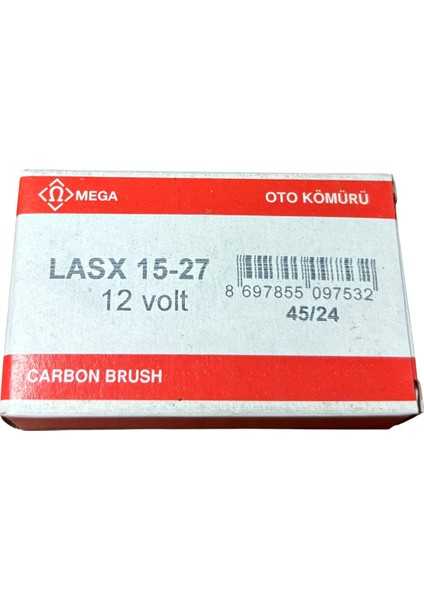 MEGA
OTO KÖMÜRÜ
LASX 15-27
12 volt
8 697855 097532
45/24
CARBON BRUSH